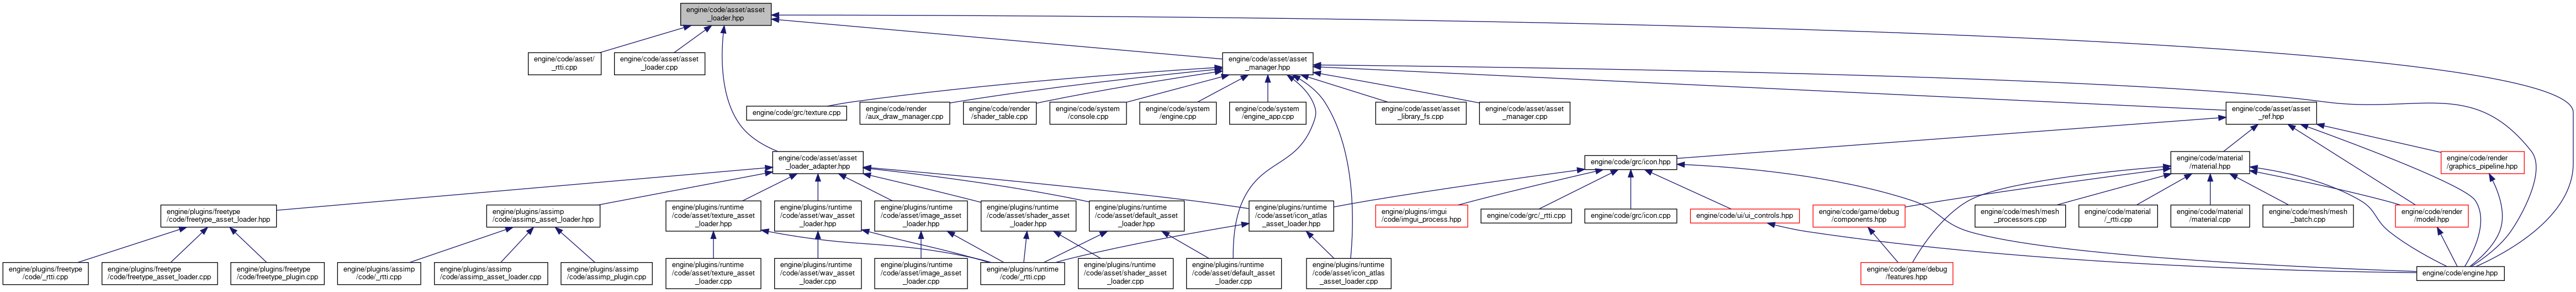 engine/code/asset/asset
_loader.hpp
engine/code/asset/
_rtti.cpp
engine/code/asset/asset
_loader.cpp
engine/code/asset/asset
_manager.hpp
engine/code/grc/texture.cpp
engine/code/render
/aux_draw_manager.cpp
engine/code/render
/shader_table.cpp
engine/code/system
/console.cpp
engine/code/system
/engine.cpp
engine/code/system
/engine_app.cpp
engine/code/asset/asset
_library_fs.cpp
engine/code/asset/asset
_manager.cpp
engine/code/asset/asset
_ref.hpp
engine/code/asset/asset
_loader_adapter.hpp
engine/code/grc/icon.hpp
engine/code/material
/material.hpp
engine/code/render
/graphics_pipeline.hpp
engine/plugins/freetype
/code/freetype_asset_loader.hpp
engine/plugins/assimp
/code/assimp_asset_loader.hpp
engine/plugins/runtime
/code/asset/texture_asset
_loader.hpp
engine/plugins/runtime
/code/asset/wav_asset
_loader.hpp
engine/plugins/runtime
/code/asset/image_asset
_loader.hpp
engine/plugins/runtime
/code/asset/shader_asset
_loader.hpp
engine/plugins/runtime
/code/asset/default_asset
_loader.hpp
engine/plugins/runtime
/code/asset/icon_atlas
_asset_loader.hpp
engine/plugins/imgui
/code/imgui_process.hpp
engine/code/grc/_rtti.cpp
engine/code/grc/icon.cpp
engine/code/ui/ui_controls.hpp
engine/code/game/debug
/components.hpp
engine/code/mesh/mesh
_processors.cpp
engine/code/material
/_rtti.cpp
engine/code/material
/material.cpp
engine/code/mesh/mesh
_batch.cpp
engine/code/render
/model.hpp
engine/plugins/freetype
/code/_rtti.cpp
engine/plugins/freetype
/code/freetype_asset_loader.cpp
engine/plugins/freetype
/code/freetype_plugin.cpp
engine/plugins/assimp
/code/_rtti.cpp
engine/plugins/assimp
/code/assimp_asset_loader.cpp
engine/plugins/assimp
/code/assimp_plugin.cpp
engine/plugins/runtime
/code/asset/texture_asset
_loader.cpp
engine/plugins/runtime
/code/asset/wav_asset
_loader.cpp
engine/plugins/runtime
/code/asset/image_asset
_loader.cpp
engine/plugins/runtime
/code/_rtti.cpp
engine/plugins/runtime
/code/asset/shader_asset
_loader.cpp
engine/plugins/runtime
/code/asset/default_asset
_loader.cpp
engine/plugins/runtime
/code/asset/icon_atlas
_asset_loader.cpp
engine/code/game/debug
/features.hpp
engine/code/engine.hpp